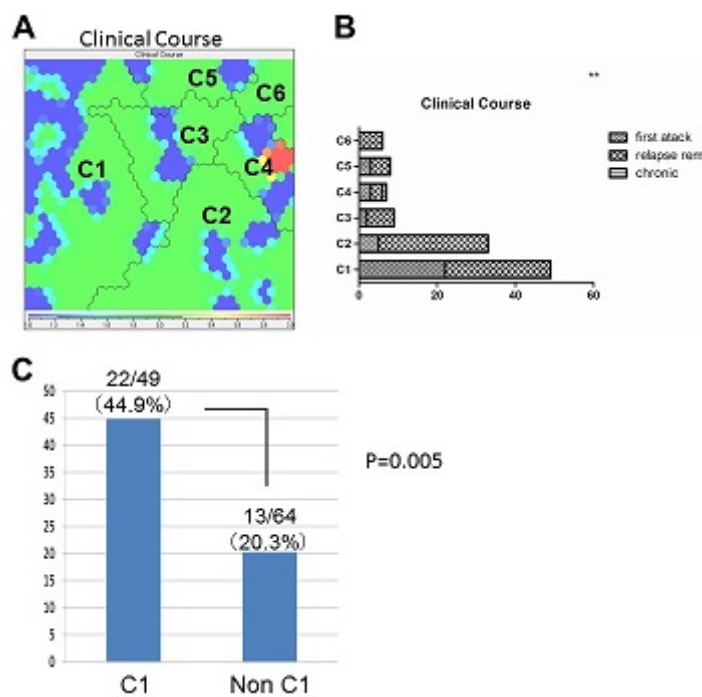 A
Clinical Course
Clinical Course
C5
C6
C3
C4
C1
C2
B
**
Clinical Course
C6
C5
C4
C3
C2
C1
0
20
40
60
first atack
relapse rem
chronic
C
22/49
(44.9%)
P=0.005
13/64
(20.3%)
50
45
40
35
30
25
20
15
10
5
0
C1
Non C1